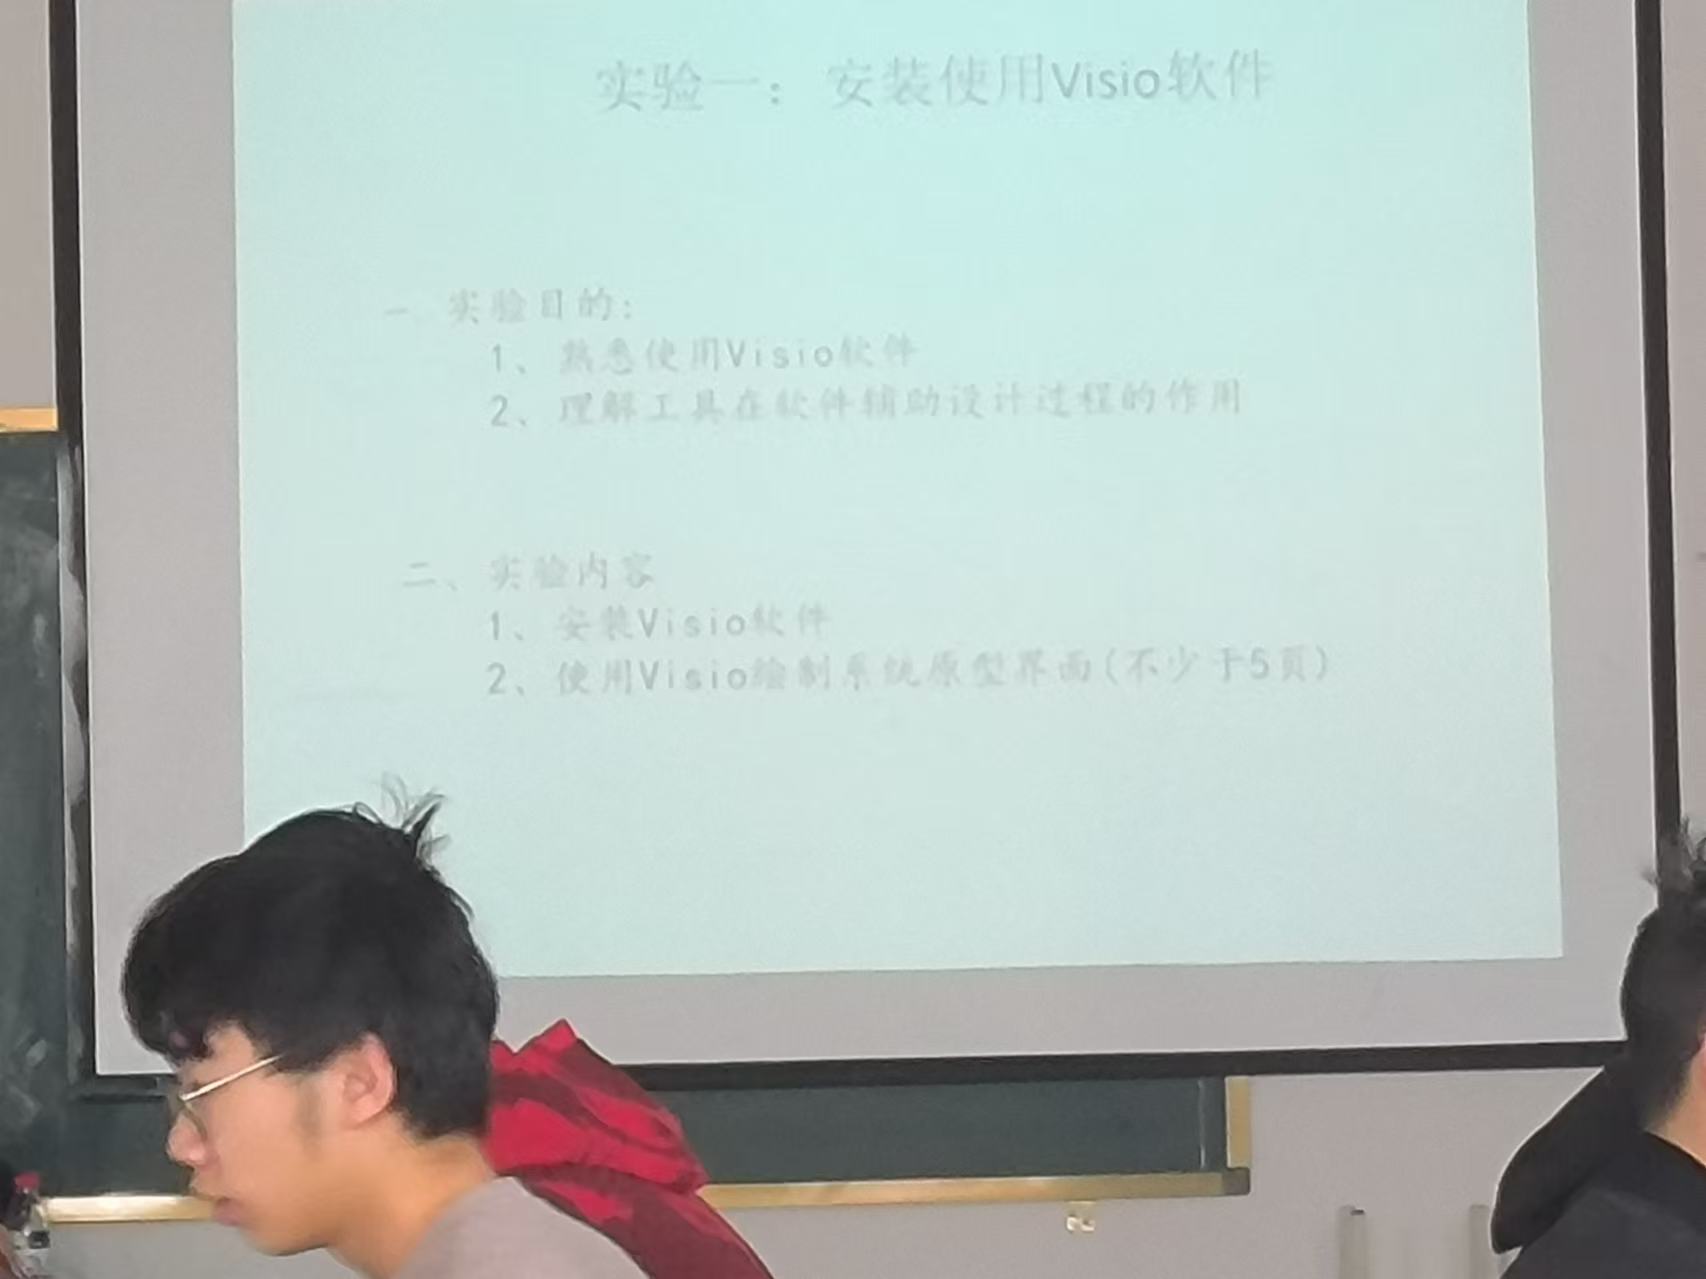 实验一：安装使用Visio软件
一 实验目的：
1、熟悉使用Visio软件
2、理解工具在软件辅助设计过程的作用
二、实验内容
1、安装Visio软件
2、使用Visio绘制系统原型界面(不少于5页)